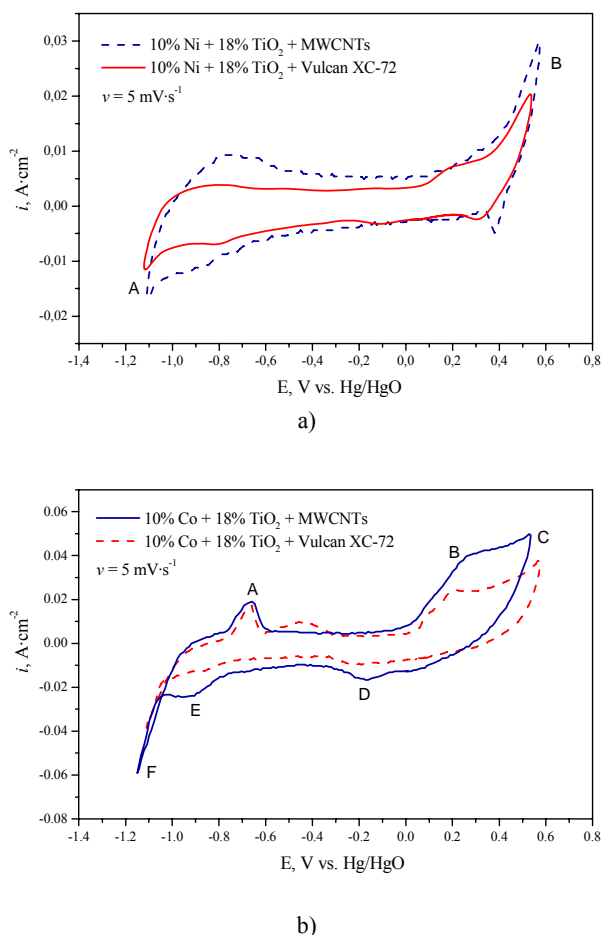 10% Ni + 18% TiO₂ + MWCNTs
10% Ni + 18% TiO₂ + Vulcan XC-72
v = 5 mV·s⁻¹
A
B
0,03
0,02
0,01
0,00
-0,01
-0,02
i, A·cm⁻²
-1,4 -1,2 -1,0 -0,8 -0,6 -0,4 -0,2 0,0 0,2 0,4 0,6 0,8
E, V vs. Hg/HgO
a)
10% Co + 18% TiO₂ + MWCNTs
10% Co + 18% TiO₂ + Vulcan XC-72
v = 5 mV·s⁻¹
A
B
C
D
E
F
0.06
0.04
0.02
0.00
-0.02
-0.04
-0.06
-0.08
i, A·cm⁻²
-1.4 -1.2 -1.0 -0.8 -0.6 -0.4 -0.2 0.0 0.2 0.4 0.6 0.8
E, V vs. Hg/HgO
b)